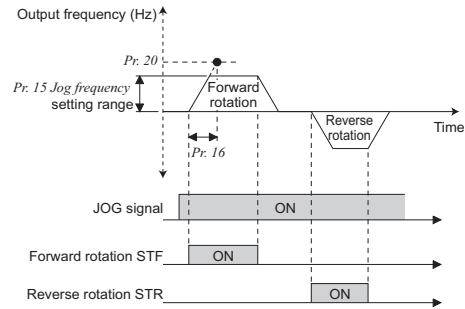 Output frequency (Hz)
Pr. 20
Pr. 15 Jog frequency
setting range
Forward
rotation
Reverse
rotation
Time
Pr. 16
JOG signal
ON
Forward rotation STF
ON
Reverse rotation STR
ON